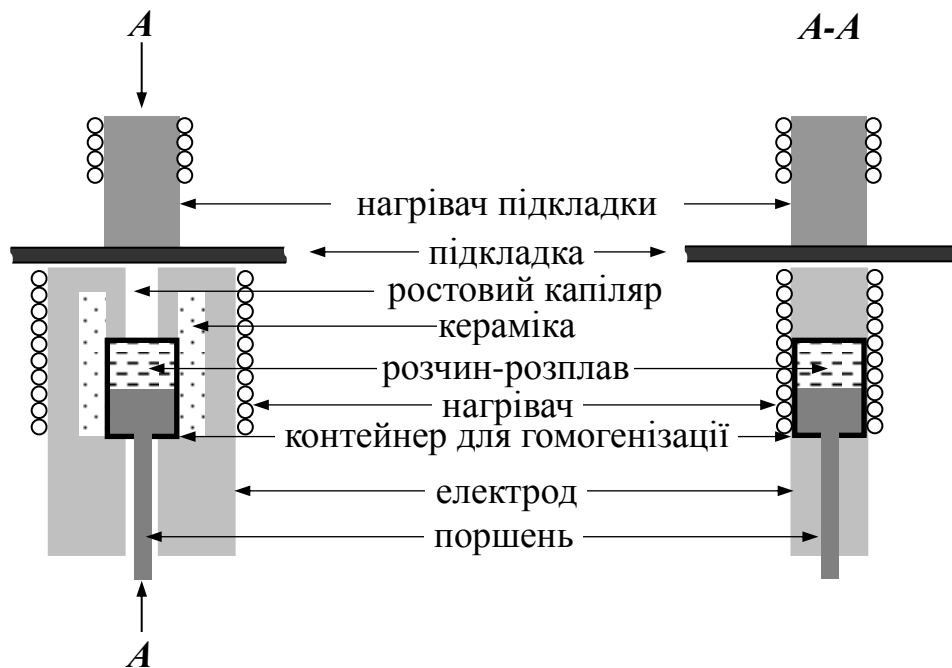 A
A-A
нагрівач підкладки
підкладка
ростовий капіляр
кераміка
розчин-розплав
нагрівач
контейнер для гомогенізації
електрод
поршень
A